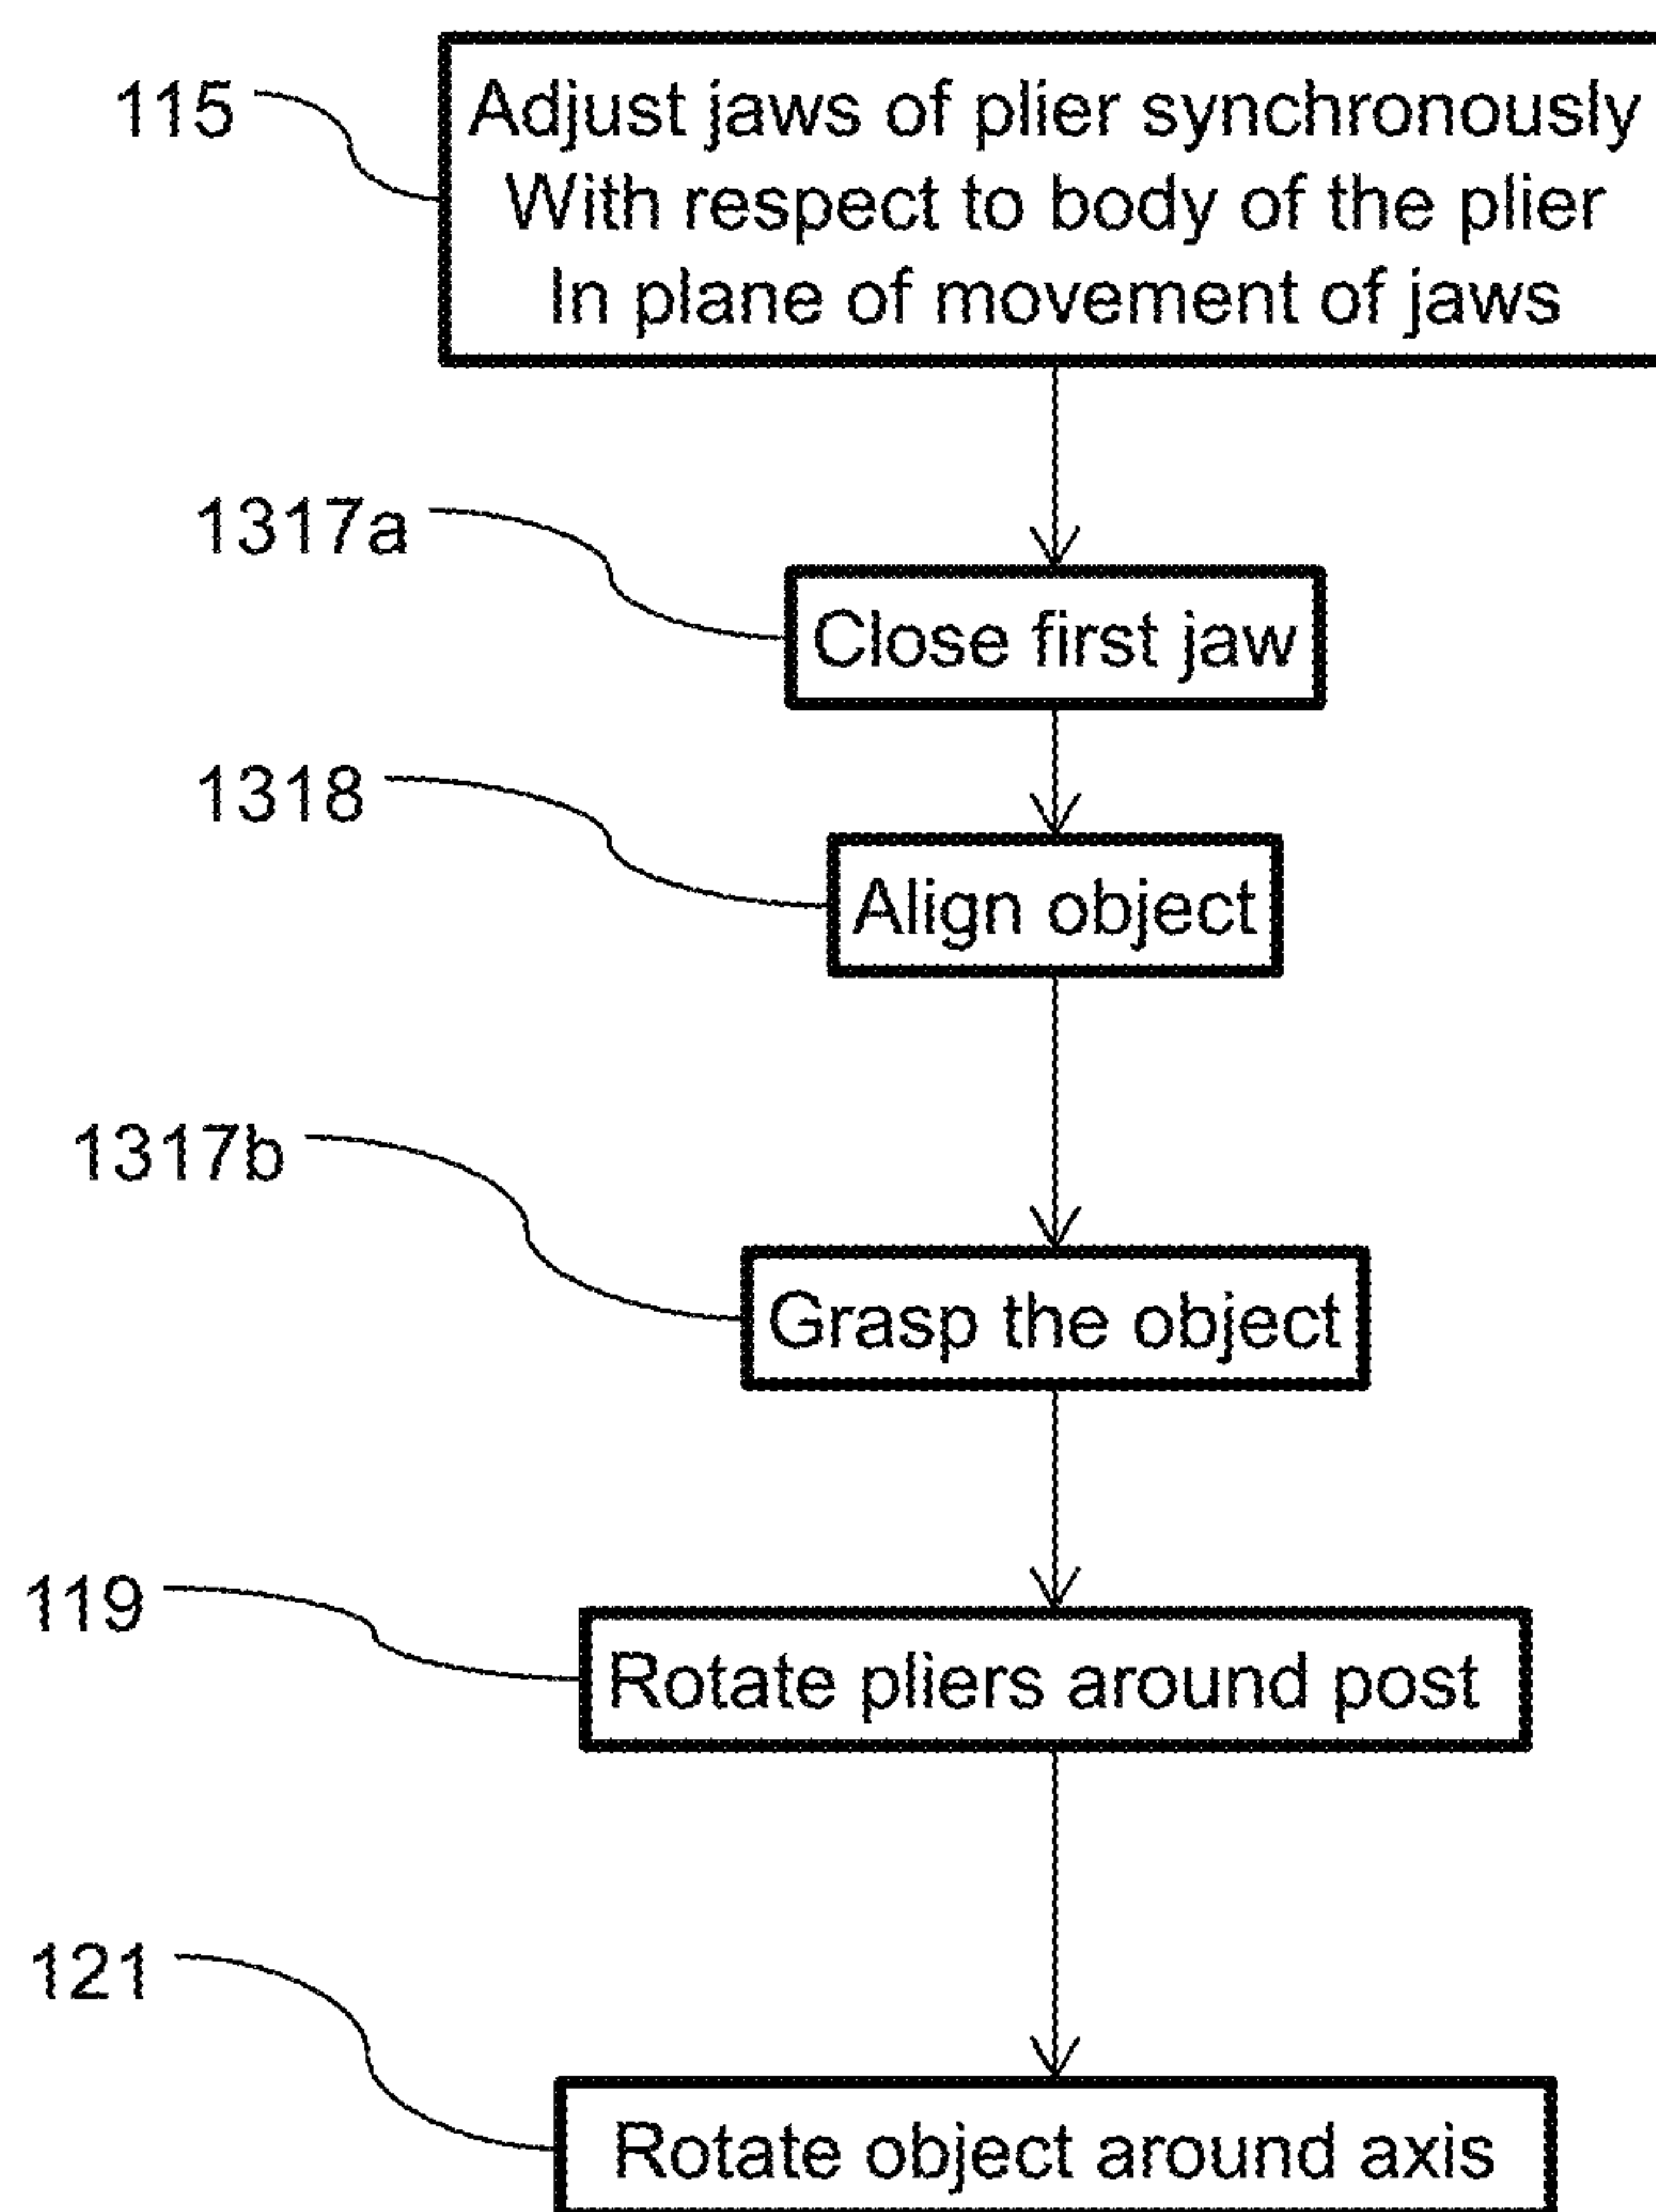 115
Adjust jaws of plier synchronously
With respect to body of the plier
In plane of movement of jaws
1317a
Close first jaw
1318
Align object
1317b
Grasp the object
119
Rotate pliers around post
121
Rotate object around axis